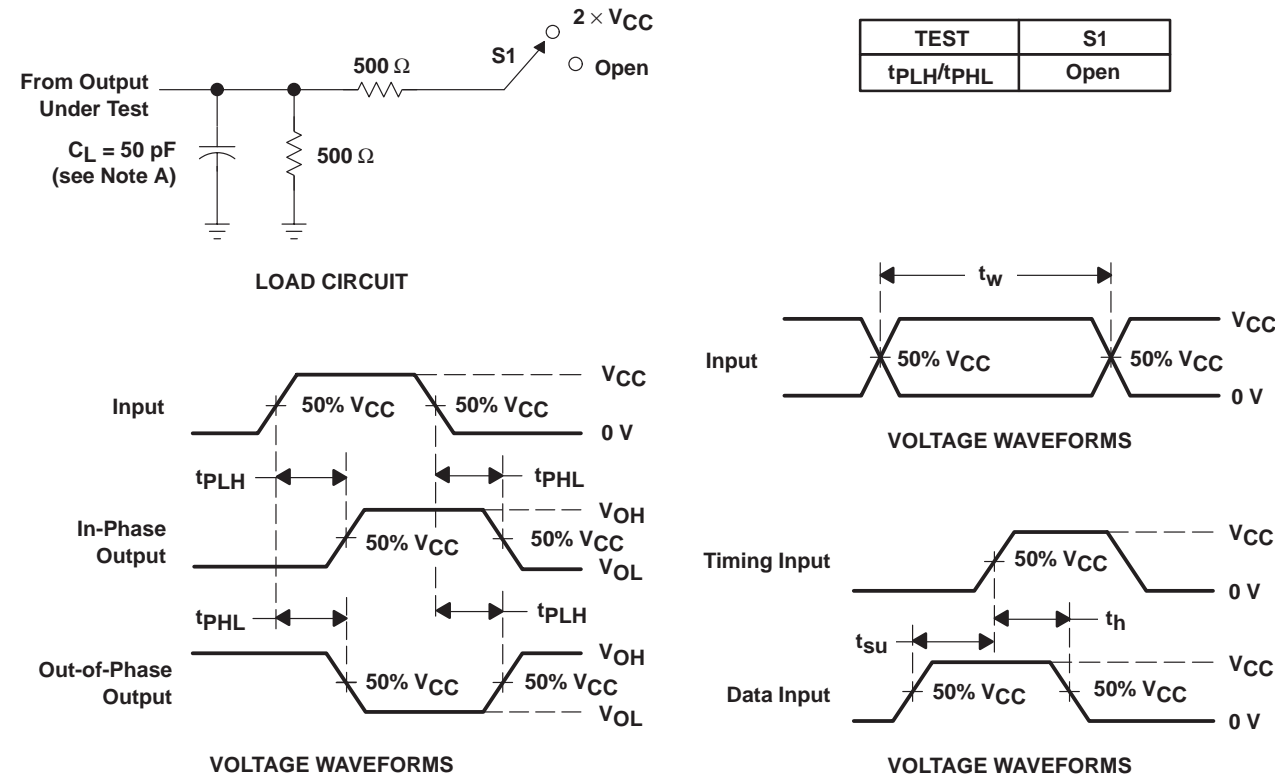 2 × VCC
S1
Open
500 Ω
From Output
Under Test
CL = 50 pF
(see Note A)
500 Ω
LOAD CIRCUIT
TEST S1
tPLH/tPHL Open
tw
VCC
Input
50% VCC
50% VCC
0 V
VOLTAGE WAVEFORMS
VCC
Input
50% VCC
50% VCC
0 V
tPLH
tPHL
VOH
In-Phase
Output
50% VCC
50% VCC
VOL
tPHL
tPLH
VOH
Out-of-Phase
Output
50% VCC
50% VCC
VOL
VOLTAGE WAVEFORMS
VCC
Timing Input
50% VCC
0 V
th
tsu
VCC
Data Input
50% VCC
50% VCC
0 V
VOLTAGE WAVEFORMS